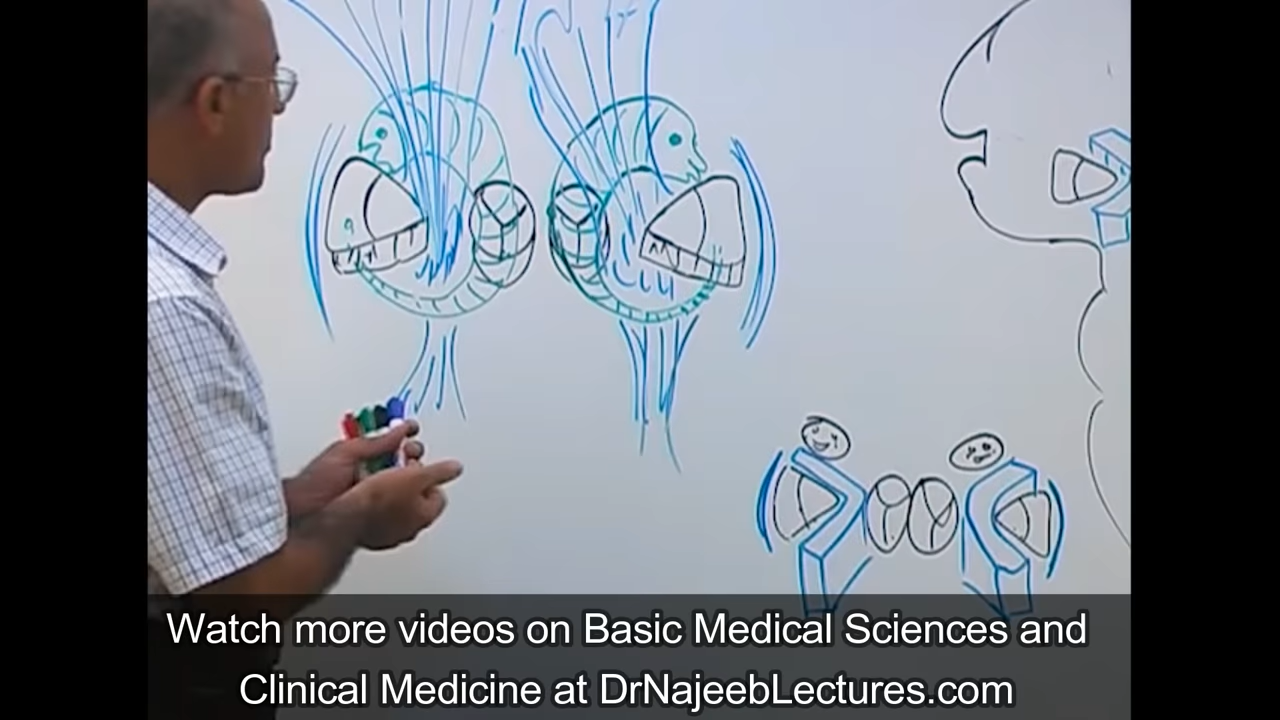 Watch more videos on Basic Medical Sciences and
Clinical Medicine at DrNajeebLectures.com